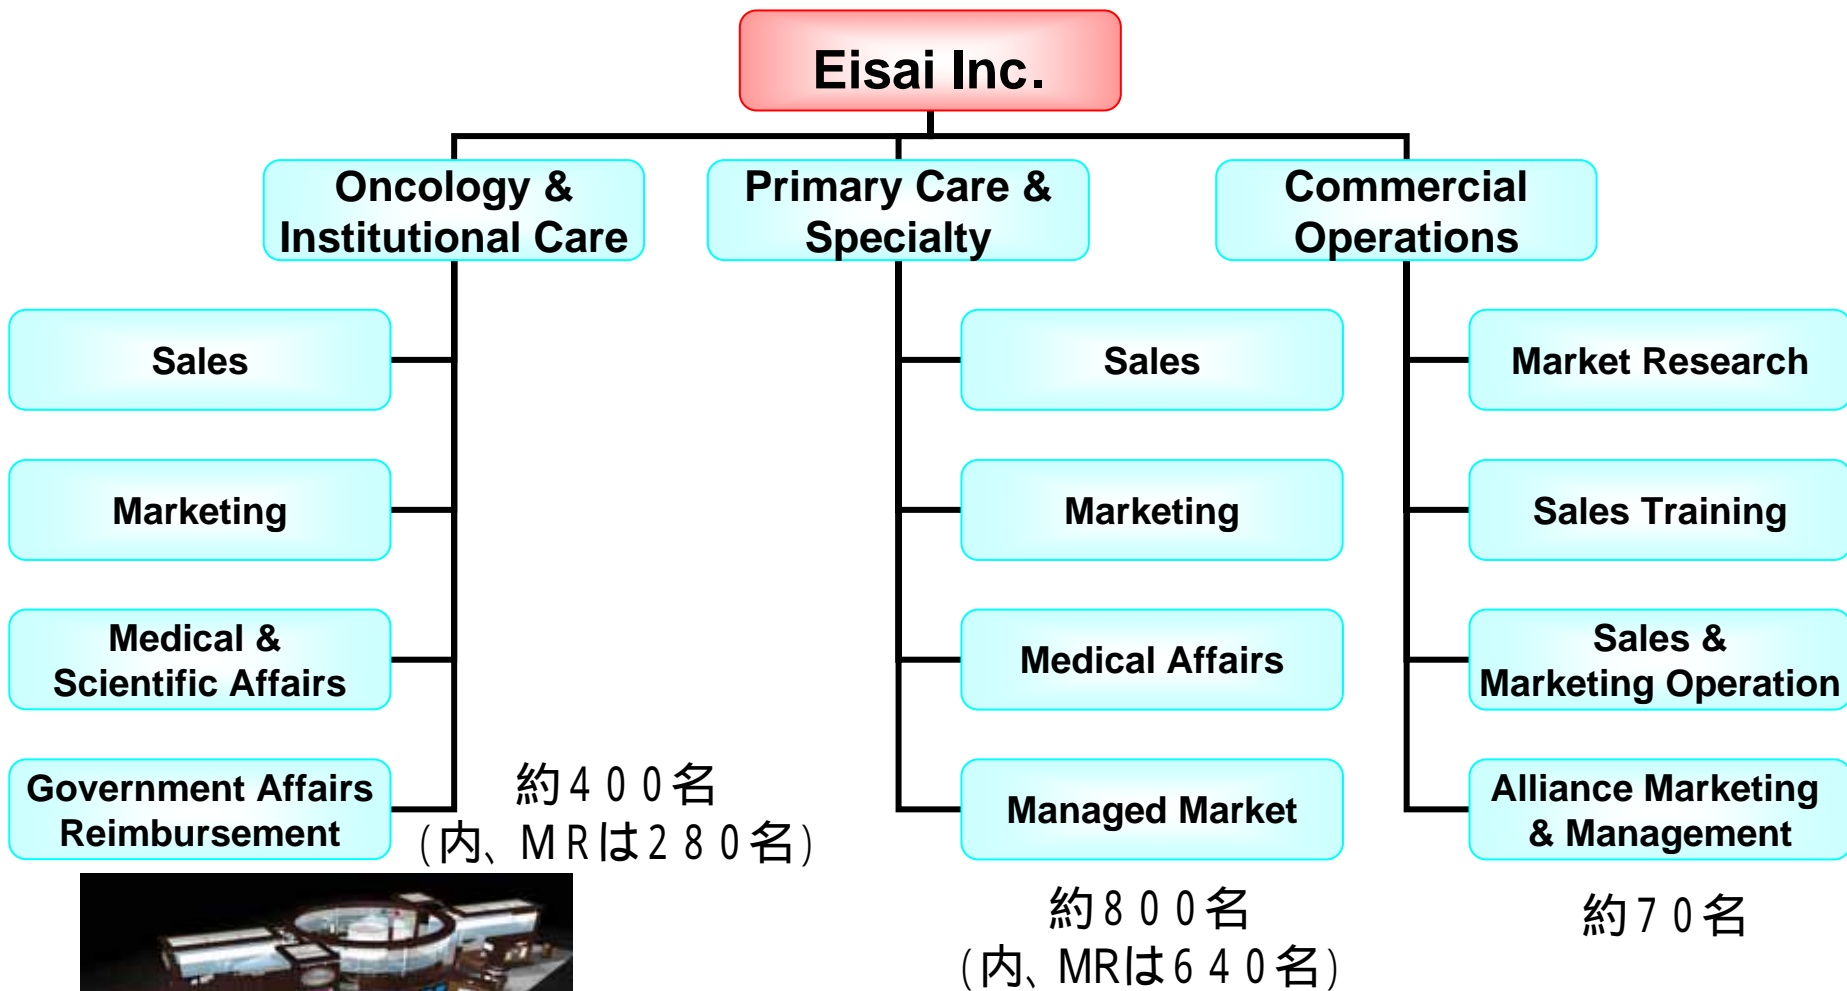 Eisai Inc.
Oncology &
Institutional Care
Sales
Marketing
Medical &
Scientific Affairs
Government Affairs
Reimbursement
約400名
(内、MRは280名)
Primary Care &
Specialty
Sales
Marketing
Medical Affairs
Managed Market
約800名
(内、MRは640名)
Commercial
Operations
Market Research
Sales Training
Sales &
Marketing Operation
Alliance Marketing
& Management
約70名